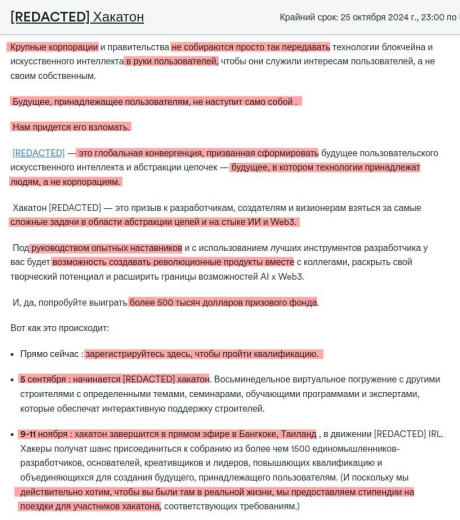 [REDACTED] Хакатон
Крайний срок: 25 октября 2024 г., 23:00 по
Крупные корпорации и правительства не собираются просто так передавать технологии блокчейна и
искусственного интеллекта в руки пользователей, чтобы они служили интересам пользователей, а не
своим собственным.
Будущее, принадлежащее пользователям, не наступит само собой .
Нам придется его взломать.
[REDACTED] — это глобальная конвергенция, призванная сформировать будущее пользовательского
искусственного интеллекта и абстракции цепочек — будущее, в котором технологии принадлежат
людям, а не корпорациям.
Хакатон [REDACTED] — это призыв к разработчикам, создателям и визионерам взяться за самые
сложные задачи в области абстракции цепей и на стыке ИИ и Web3.
Под руководством опытных наставников и с использованием лучших инструментов разработчика у
вас будет возможность создавать революционные продукты вместе с коллегами, раскрыть свой
творческий потенциал и расширить границы возможностей AI x Web3.
И, да, попробуйте выиграть более 500 тысяч долларов призового фонда.
Вот как это происходит:
• Прямо сейчас : зарегистрируйтесь здесь, чтобы пройти квалификацию.
• 5 сентября : начинается [REDACTED] хакатон. Восьминедельное виртуальное погружение с другими
строителями с определенными темами, семинарами, обучающими программами и экспертами,
которые обеспечат интерактивную поддержку строителей.
• 9-11 ноября : хакатон завершится в прямом эфире в Бангкоке, Таиланд , в движении [REDACTED] IRL.
Хакеры получат шанс присоединиться к собранию из более чем 1500 единомышленников-
разработчиков, основателей, креативщиков и лидеров, повышающих квалификацию и
объединяющихся для создания будущего, принадлежащего пользователям. (И поскольку мы
действительно хотим, чтобы вы были там в реальной жизни, мы предоставляем стипендии на
поездки для участников хакатона, соответствующих требованиям.)